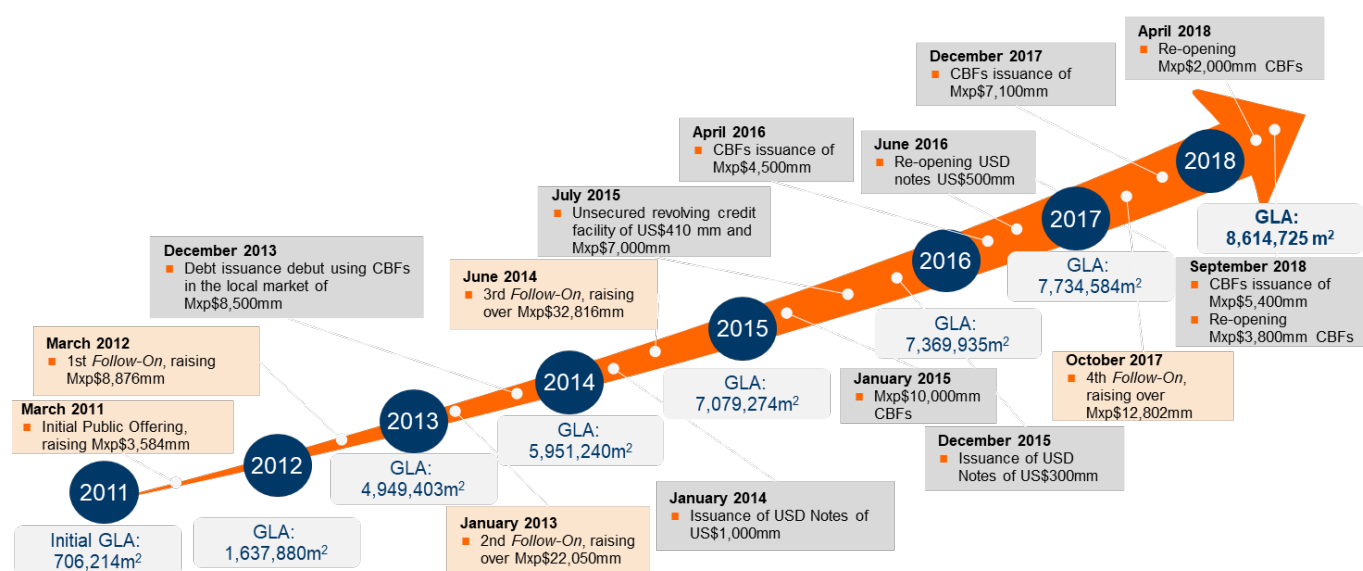 March 2011
Initial Public Offering,
raising Mxp$3,584mm
2011
Initial GLA:
706,214m²
March 2012
1st Follow-On, raising
Mxp$8,876mm
2012
GLA:
1,637,880m²
January 2013
2nd Follow-On, raising
over Mxp$22,050mm
2013
GLA:
4,949,403m²
December 2013
Debt issuance debut using CBFs
in the local market of
Mxp$8,500mm
2014
GLA:
5,951,240m²
January 2014
Issuance of USD Notes of
US$1,000mm
June 2014
3rd Follow-On, raising
over Mxp$32,816mm
2015
GLA:
7,079,274m²
January 2015
Mxp$10,000mm
CBFs
July 2015
Unsecured revolving credit
facility of US$410 mm and
Mxp$7,000mm
December 2015
Issuance of USD
Notes of US$300mm
2016
GLA:
7,369,935m²
April 2016
CBFs issuance of
Mxp$4,500mm
June 2016
Re-opening USD
notes US$500mm
2017
GLA:
7,734,584m²
October 2017
4th Follow-On,
raising over
Mxp$12,802mm
December 2017
CBFs issuance of
Mxp$7,100mm
2018
April 2018
Re-opening
Mxp$2,000mm CBFs
GLA:
8,614,725 m²
September 2018
CBFs issuance of
Mxp$5,400mm
Re-opening
Mxp$3,800mm CBFs